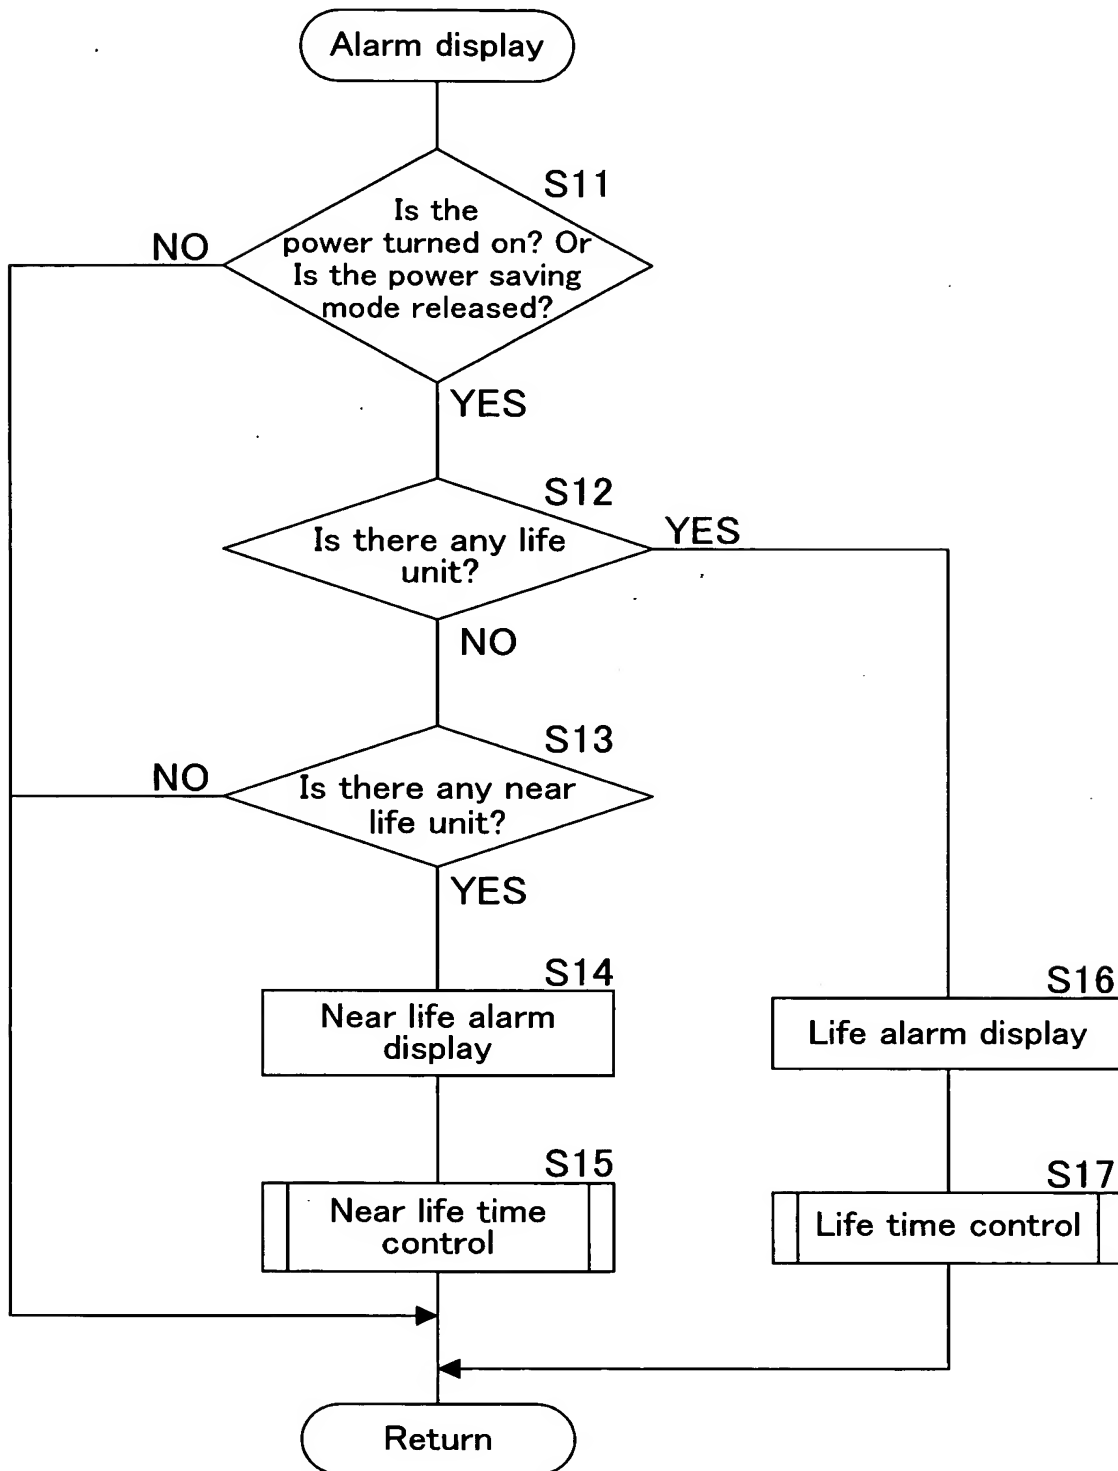 Alarm display
S11
Is the
power turned on? Or
Is the power saving
mode released?
NO
YES
S12
Is there any life
unit?
YES
NO
S13
Is there any near
life unit?
NO
YES
S14
Near life alarm
display
S16
Life alarm display
S15
Near life time
control
S17
Life time control
Return